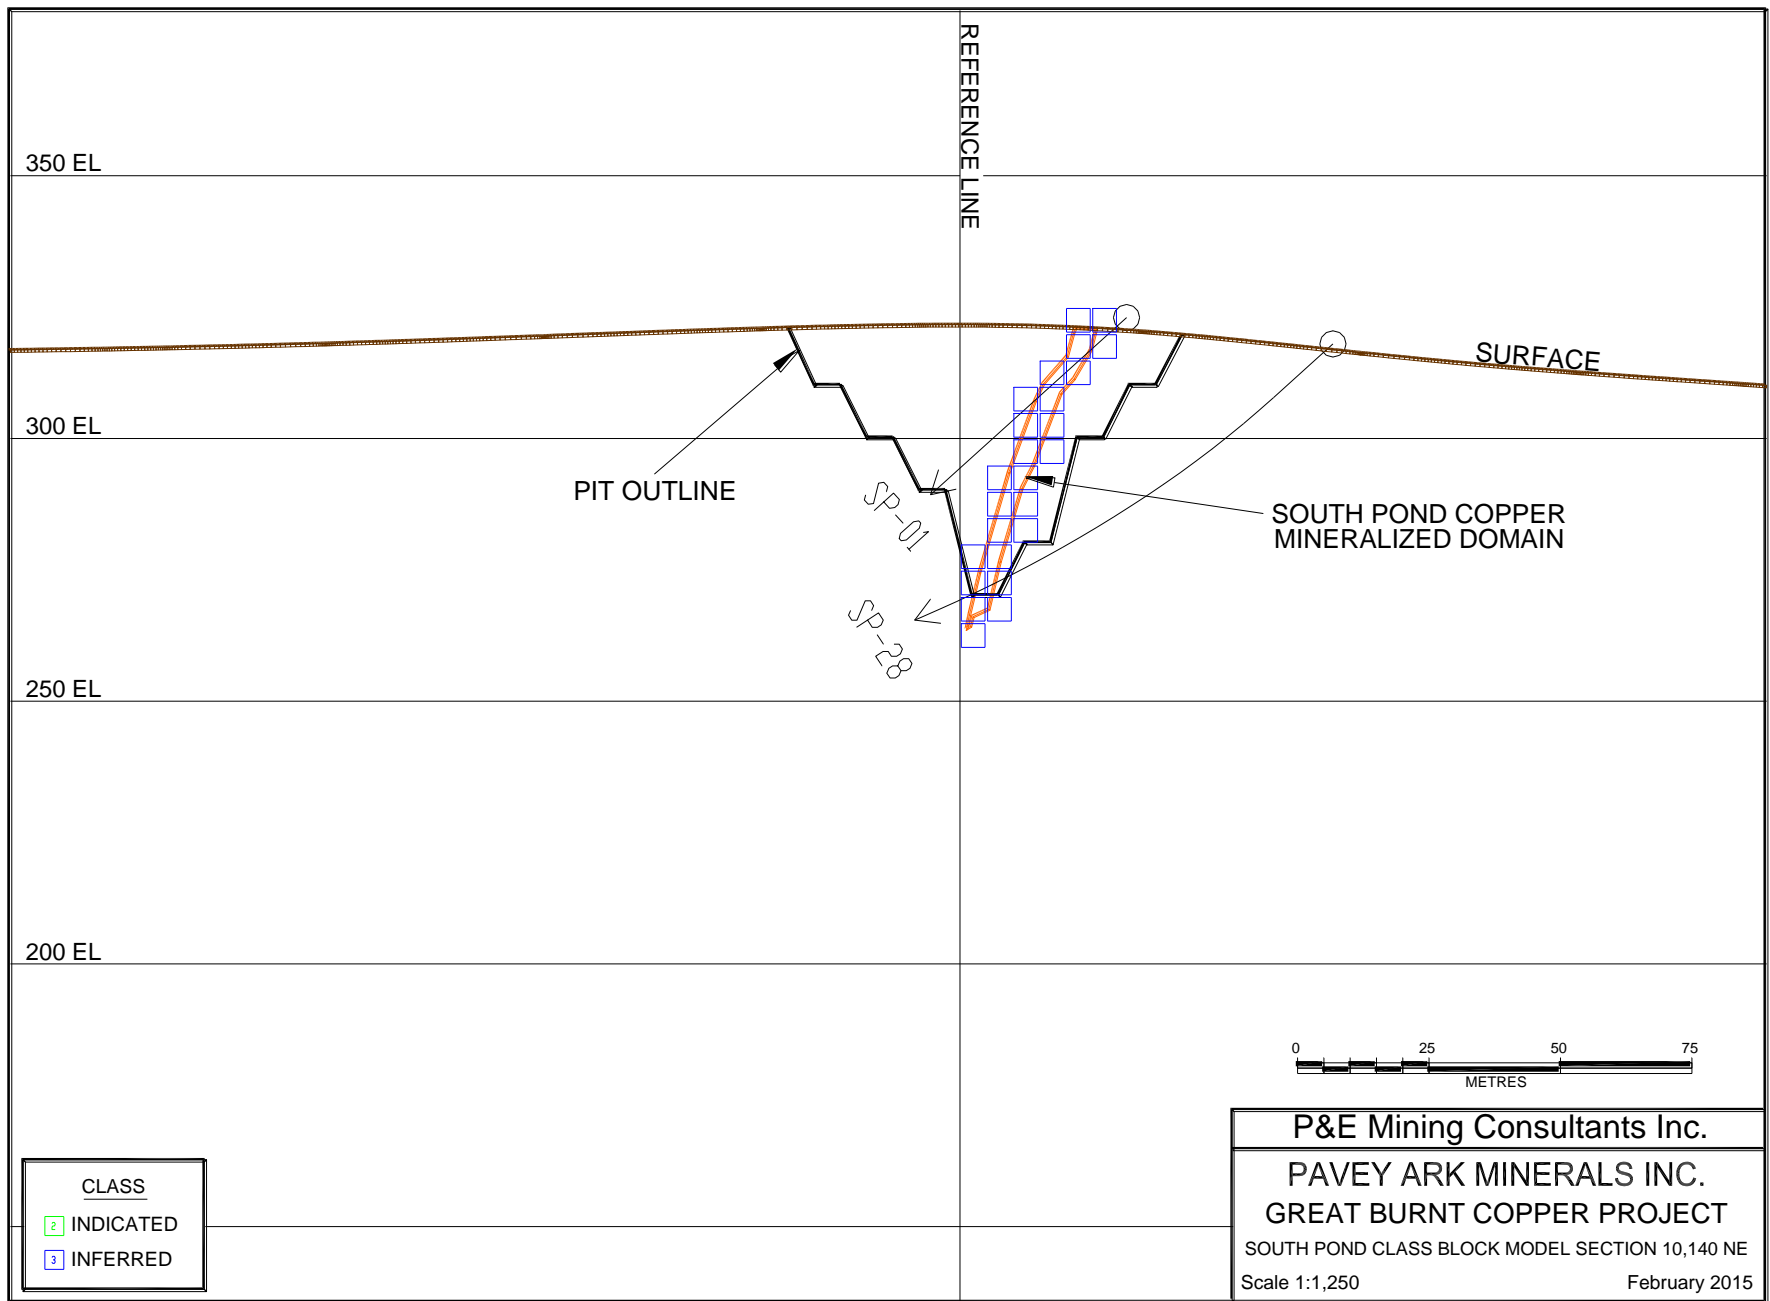 REFERENCE LINE
350 EL
SURFACE
300 EL
PIT OUTLINE
SP-01
SOUTH POND COPPER
MINERALIZED DOMAIN
SP-28
250 EL
200 EL
0 25 50 75
METRES
P&E Mining Consultants Inc.
PAVEY ARK MINERALS INC.
GREAT BURNT COPPER PROJECT
SOUTH POND CLASS BLOCK MODEL SECTION 10,140 NE
Scale 1:1,250 February 2015
CLASS
2 INDICATED
3 INFERRED